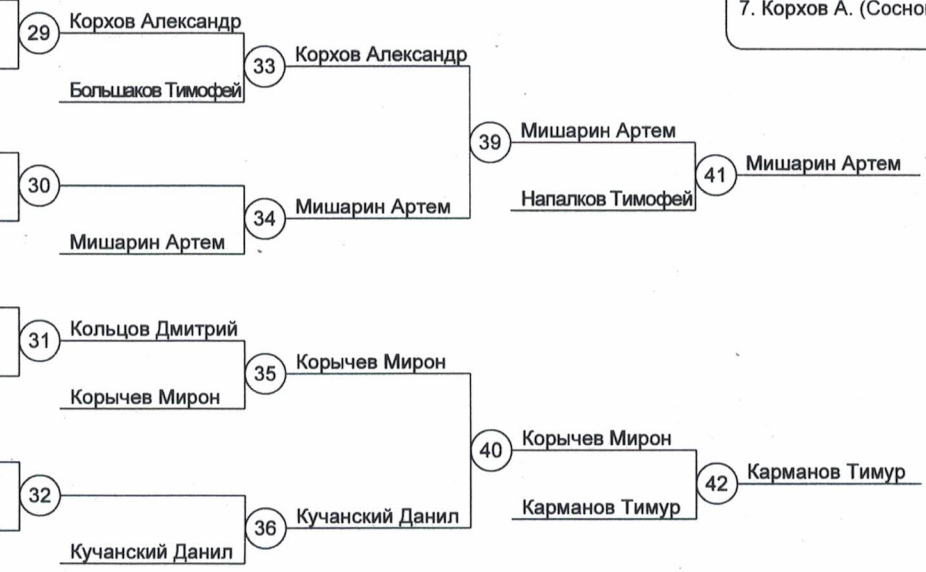 7. Корхов А. (Сосно
29
Корхов Александр
Большаков Тимофей
33
Корхов Александр
39
Мишарин Артем
Напалков Тимофей
41
Мишарин Артем
30
Мишарин Артем
34
Мишарин Артем
31
Кольцов Дмитрий
Корычев Мирон
35
Корычев Мирон
40
Корычев Мирон
Карманов Тимур
42
Карманов Тимур
32
Кучанский Данил
36
Кучанский Данил